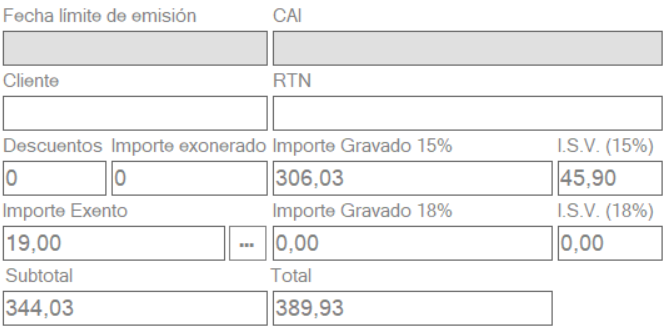 Fecha límite de emisión CAI
Cliente RTN
Descuentos Importe exonerado Importe Gravado 15% I.S.V. (15%)
0 0 306,03 45,90
Importe Exento Importe Gravado 18% I.S.V. (18%)
19,00 ... 0,00 0,00
Subtotal Total
344,03 389,93